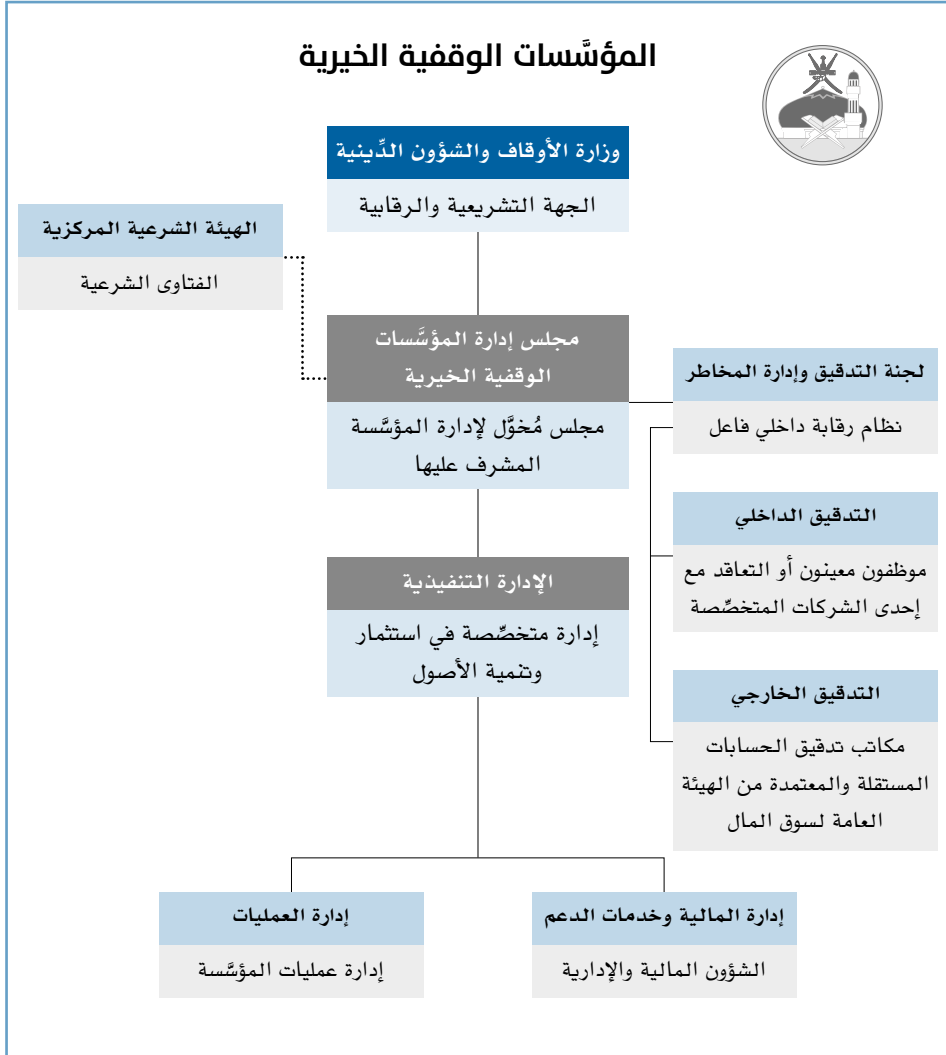 المؤسَّسات الوقفية الخيرية
وزارة الأوقاف والشؤون الدِّينية
الجهة التشريعية والرقابية
الهيئة الشرعية المركزية
الفتاوى الشرعية
مجلس إدارة المؤسَّسات
الوقفية الخيرية
مجلس مُخوَّل لإدارة المؤسَّسة
المشرف عليها
لجنة التدقيق وإدارة المخاطر
نظام رقابة داخلي فاعل
التدقيق الداخلي
موظفون معينون أو التعاقد مع
إحدى الشركات المتخصِّصة
الإدارة التنفيذية
إدارة متخصِّصة في استثمار
وتنمية الأصول
التدقيق الخارجي
مكاتب تدقيق الحسابات
المستقلة والمعتمدة من الهيئة
العامة لسوق المال
إدارة المالية وخدمات الدعم
الشؤون المالية والإدارية
إدارة العمليات
إدارة عمليات المؤسَّسة